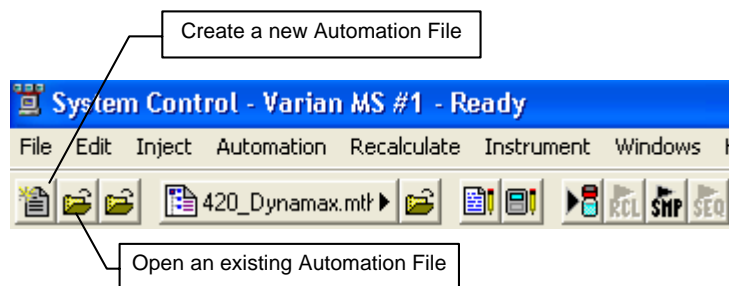 Create a new Automation File
System Control - Varian MS #1 - Ready
File Edit Inject Automation Recalculate Instrument Windows
420_Dynamax.mth
RCL SMP SEQ
Open an existing Automation File